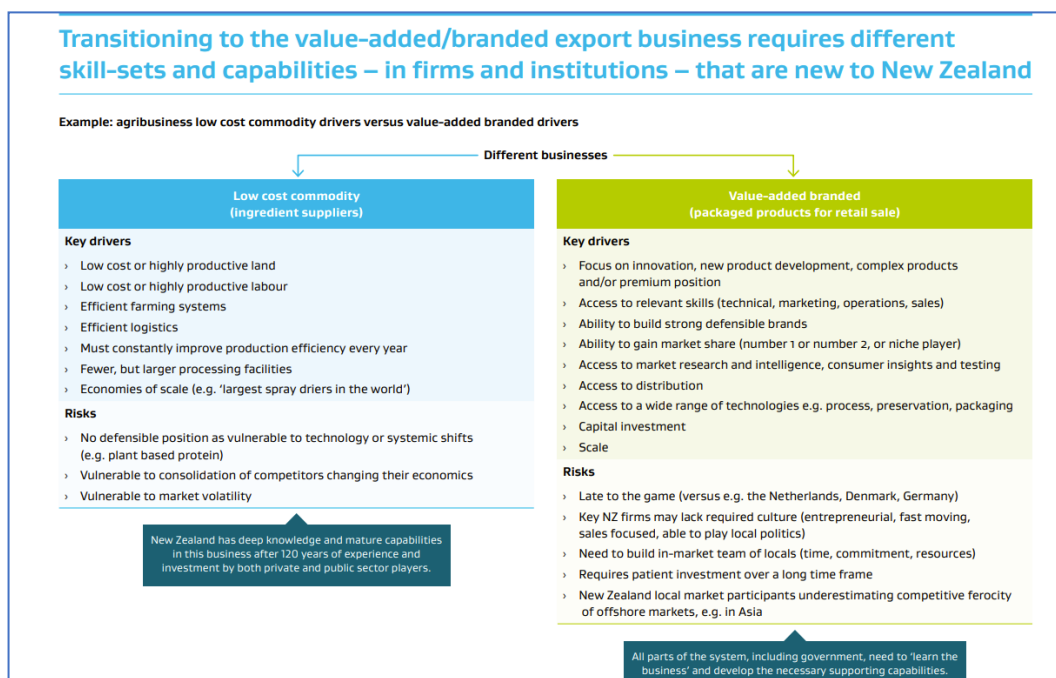 Transitioning to the value-added/branded export business requires different
skill-sets and capabilities – in firms and institutions – that are new to New Zealand
Example: agribusiness low cost commodity drivers versus value-added branded drivers
Different businesses
Low cost commodity
(ingredient suppliers)
Key drivers
› Low cost or highly productive land
› Low cost or highly productive labour
› Efficient farming systems
› Efficient logistics
› Must constantly improve production efficiency every year
› Fewer, but larger processing facilities
› Economies of scale (e.g. ‘largest spray driers in the world’)
Risks
› No defensible position as vulnerable to technology or systemic shifts
(e.g. plant based protein)
› Vulnerable to consolidation of competitors changing their economics
› Vulnerable to market volatility
New Zealand has deep knowledge and mature capabilities
in this business after 120 years of experience and
investment by both private and public sector players.
Value-added branded
(packaged products for retail sale)
Key drivers
› Focus on innovation, new product development, complex products
and/or premium position
› Access to relevant skills (technical, marketing, operations, sales)
› Ability to build strong defensible brands
› Ability to gain market share (number 1 or number 2, or niche player)
› Access to market research and intelligence, consumer insights and testing
› Access to distribution
› Access to a wide range of technologies e.g. process, preservation, packaging
› Capital investment
› Scale
Risks
› Late to the game (versus e.g. the Netherlands, Denmark, Germany)
› Key NZ firms may lack required culture (entrepreneurial, fast moving,
sales focused, able to play local politics)
› Need to build in-market team of locals (time, commitment, resources)
› Requires patient investment over a long time frame
› New Zealand local market participants underestimating competitive ferocity
of offshore markets, e.g. in Asia
All parts of the system, including government, need to ‘learn the
business’ and develop the necessary supporting capabilities.